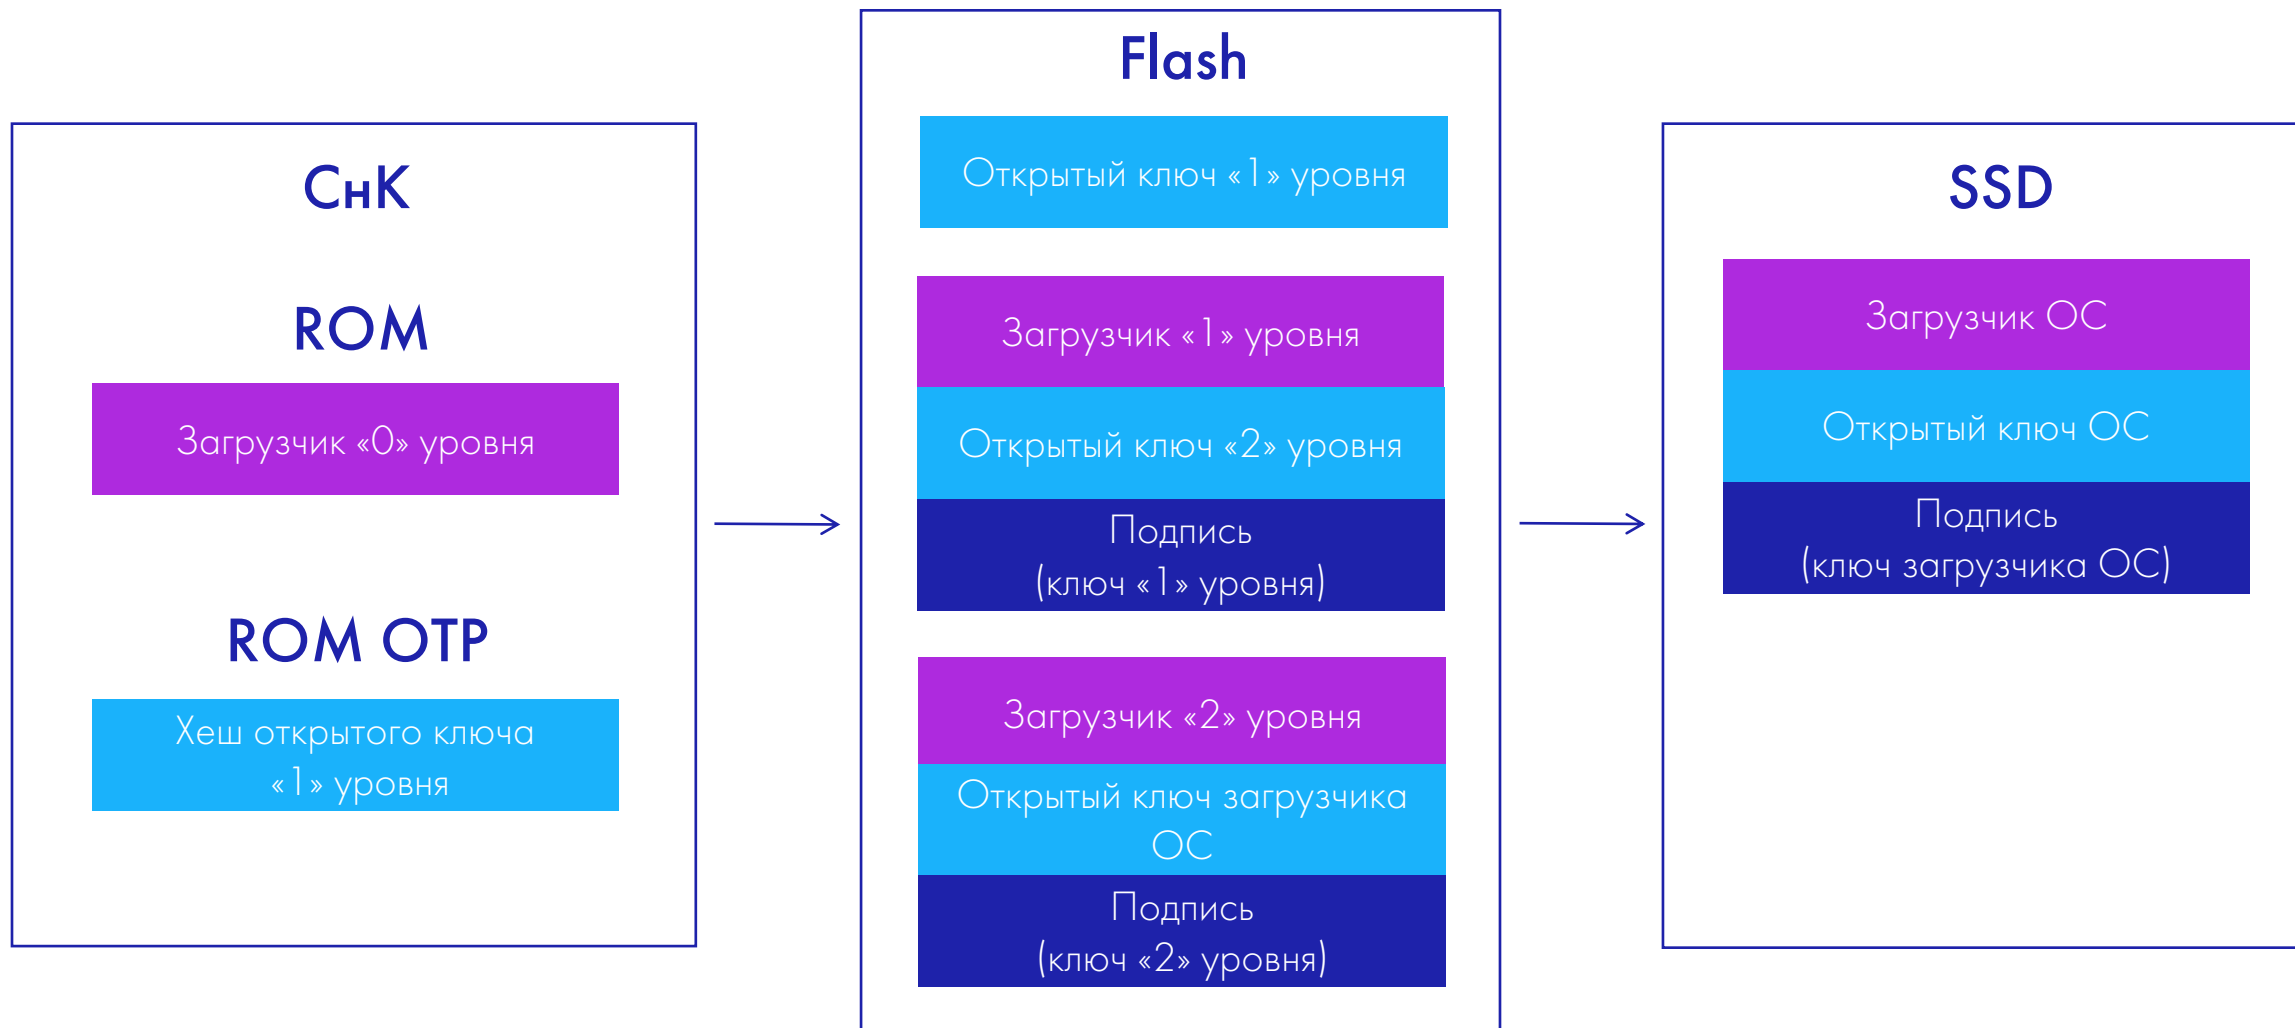 СнК
ROM
Загрузчик «0» уровня
ROM OTP
Хеш открытого ключа
«1» уровня
Flash
Открытый ключ «1» уровня
Загрузчик «1» уровня
Открытый ключ «2» уровня
Подпись
(ключ «1» уровня)
Загрузчик «2» уровня
Открытый ключ загрузчика
ОС
Подпись
(ключ «2» уровня)
SSD
Загрузчик ОС
Открытый ключ ОС
Подпись
(ключ загрузчика ОС)